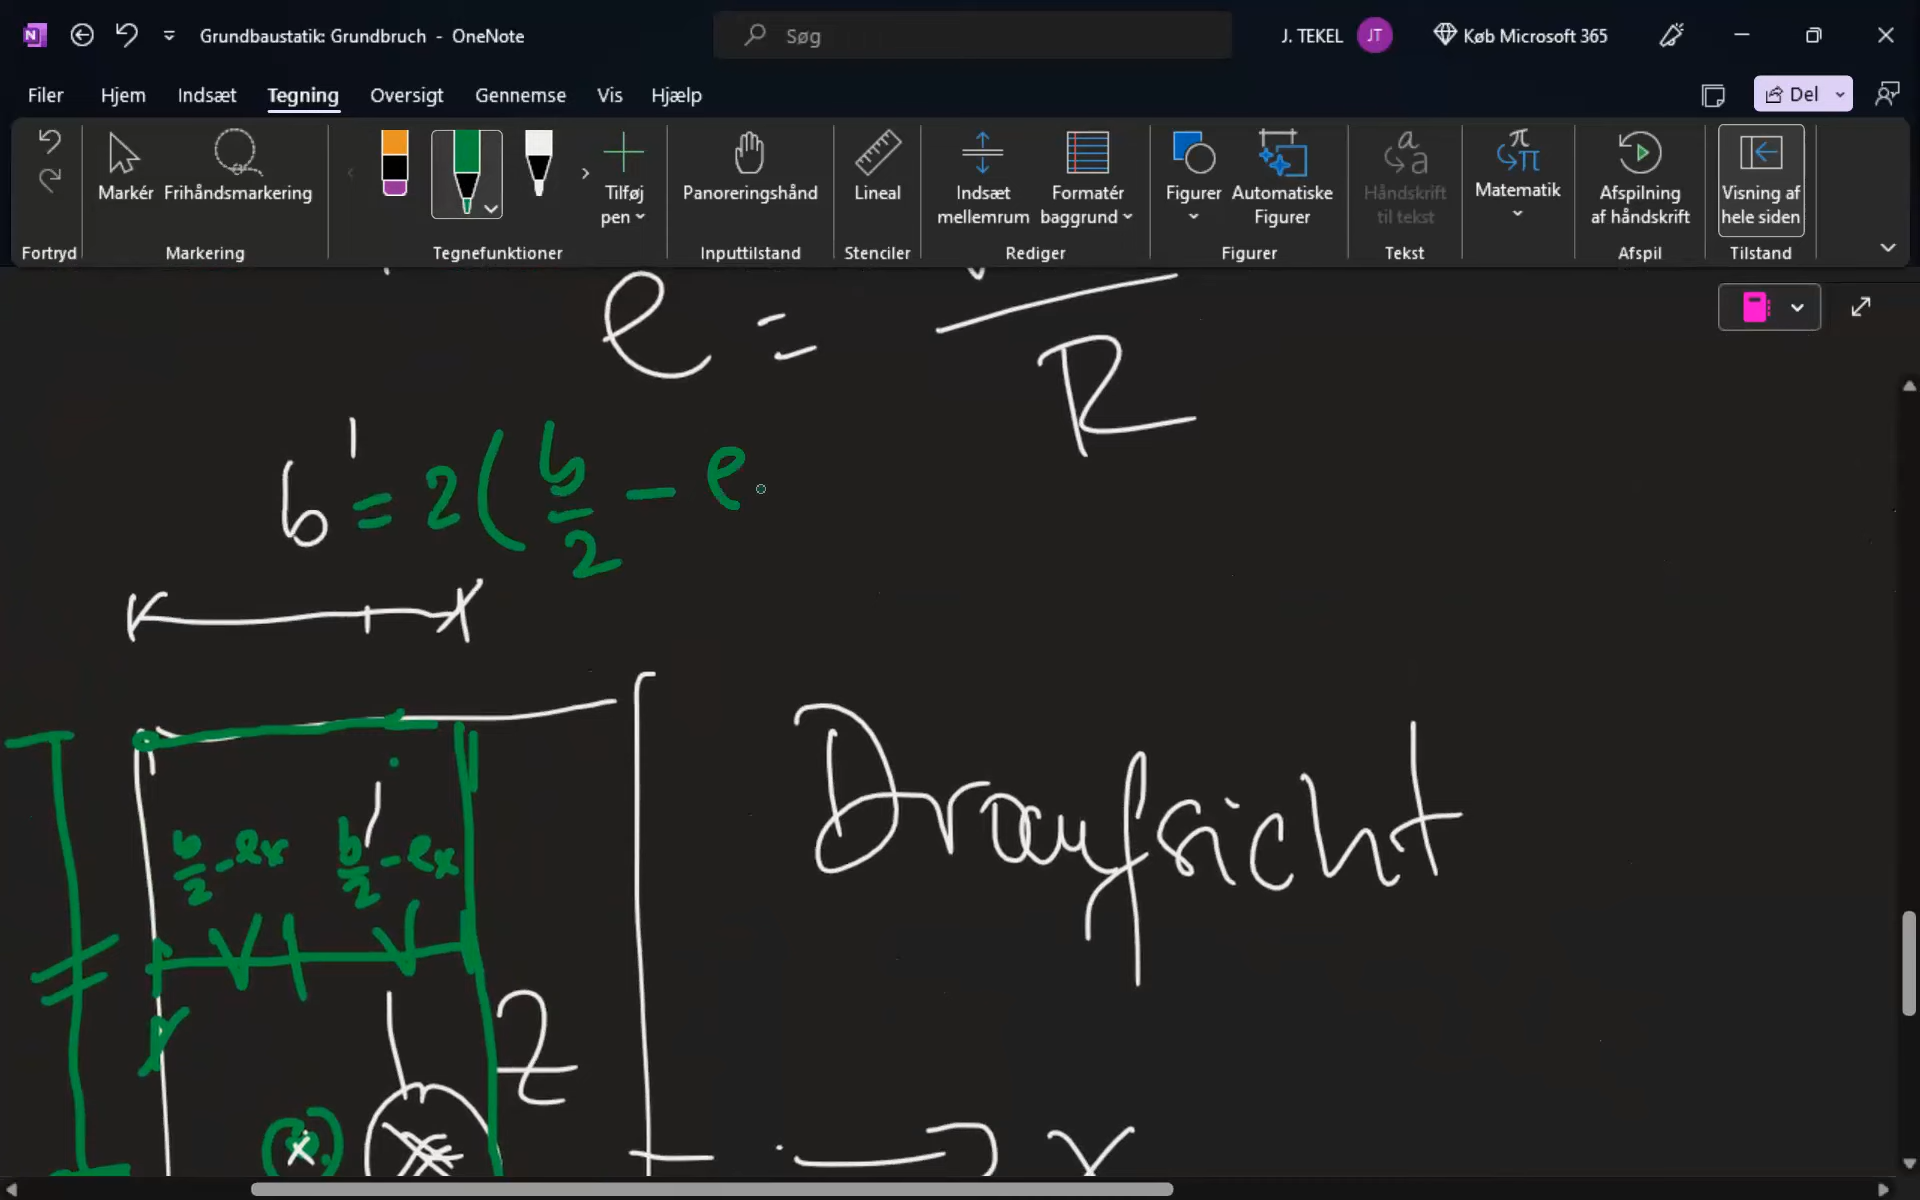 Grundbaustatik: Grundbruch - OneNote
Søg
J. TEKEL JT
Køb Microsoft 365
Filer Hjem Indsæt Tegning Oversigt Gennemse Vis Hjælp
Del
Markér Frihåndsmarkering
Tilføj pen
Panoreringshånd
Lineal
Indsæt mellemrum
Formatér baggrund
Figurer
Automatiske Figurer
Håndskrift til tekst
Matematik
Afspilning af håndskrift
Visning af hele siden
Fortryd Markering Tegnefunktioner Inputtilstand Stenciler Rediger Figurer Tekst Afspil Tilstand
e = /R
b' = 2(b/2 - e
Draufsicht
b/2 - ex b/2 - ex
z
x